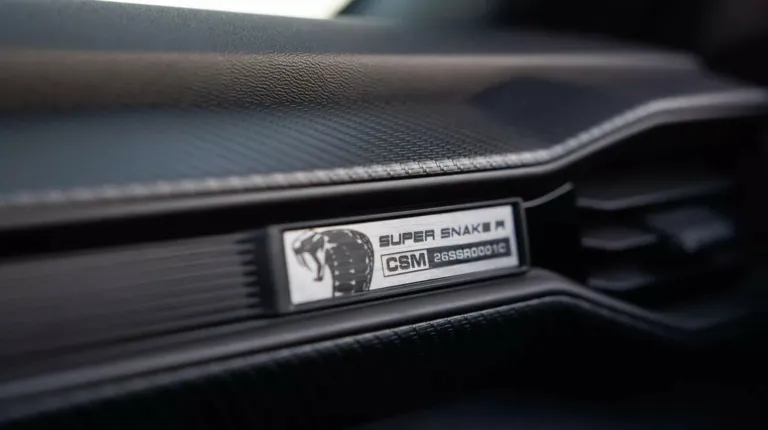 SUPER SNAKE R
CSM 26SSR0001C